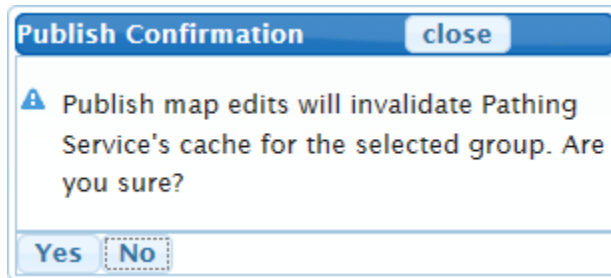 Publish Confirmation close
Publish map edits will invalidate Pathing
Service's cache for the selected group. Are
you sure?
Yes No